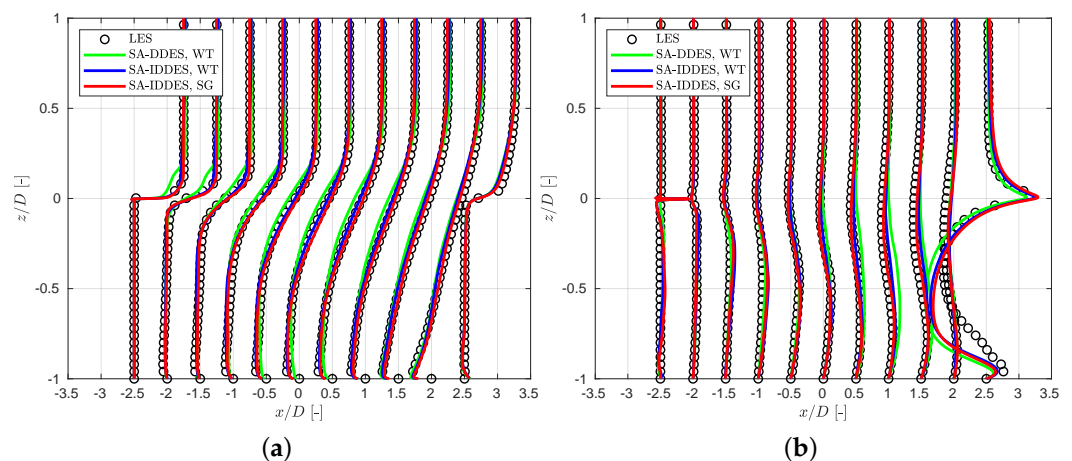 1
0.5
0
-0.5
-1
z/D [-]
LES
SA-DDES, WT
SA-IDDES, WT
SA-IDDES, SG
-3.5 -3 -2.5 -2 -1.5 -1 -0.5 0 0.5 1 1.5 2 2.5 3 3.5
x/D [-]
(a)
1
0.5
0
-0.5
-1
z/D [-]
LES
SA-DDES, WT
SA-IDDES, WT
SA-IDDES, SG
-3.5 -3 -2.5 -2 -1.5 -1 -0.5 0 0.5 1 1.5 2 2.5 3 3.5
x/D [-]
(b)